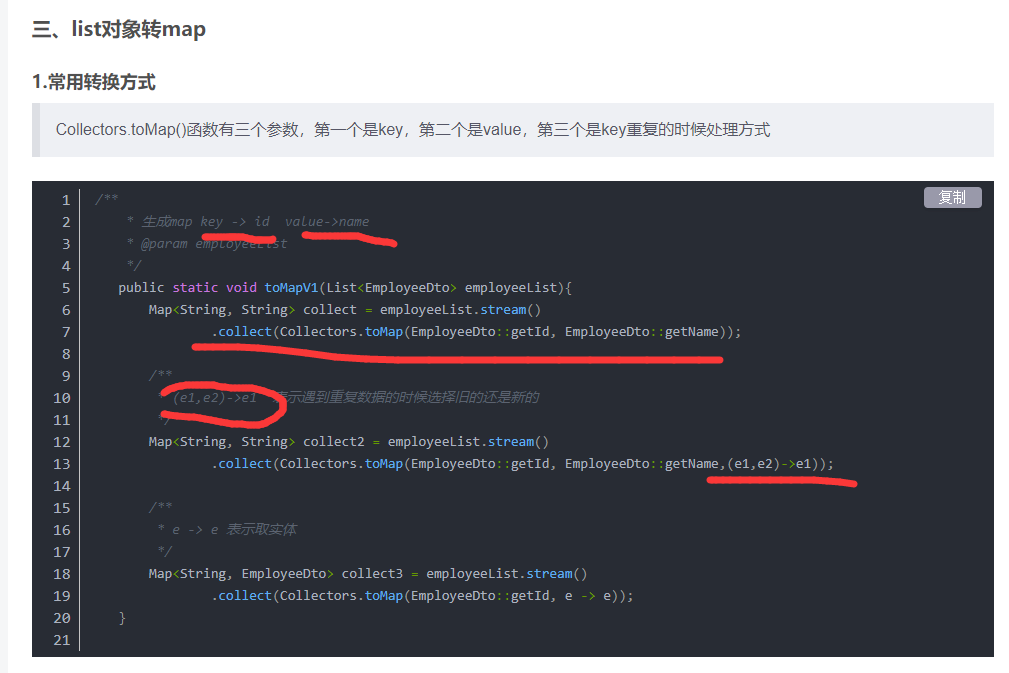 三、list对象转map
1.常用转换方式
Collectors.toMap()函数有三个参数，第一个是key，第二个是value，第三个是key重复的时候处理方式
复制
1 /**
2 * 生成map key -> id value->name
3 * @param employeeList
4 */
5 public static void toMapV1(List<EmployeeDto> employeeList){
6 Map<String, String> collect = employeeList.stream()
7 .collect(Collectors.toMap(EmployeeDto::getId, EmployeeDto::getName));
8
9 /**
10 * (e1,e2)->e1 表示遇到重复数据的时候选择旧的还是新的
11 */
12 Map<String, String> collect2 = employeeList.stream()
13 .collect(Collectors.toMap(EmployeeDto::getId, EmployeeDto::getName,(e1,e2)->e1));
14
15 /**
16 * e -> e 表示取实体
17 */
18 Map<String, EmployeeDto> collect3 = employeeList.stream()
19 .collect(Collectors.toMap(EmployeeDto::getId, e -> e));
20 }
21